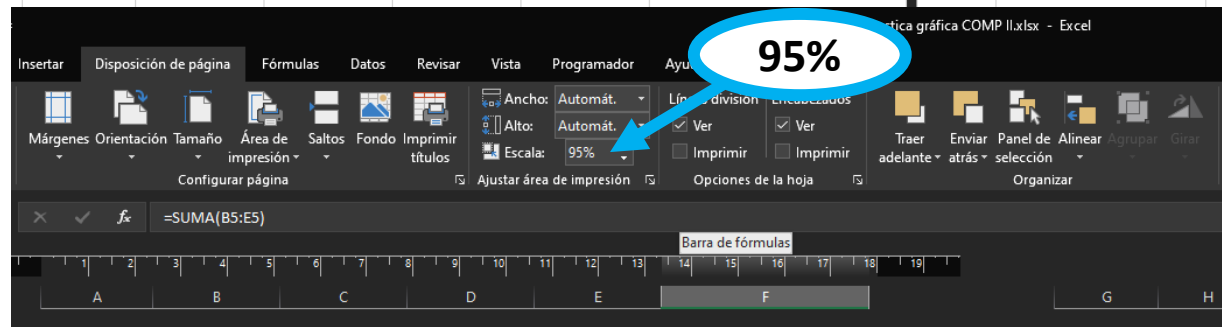 stica gráfica COMP II.xlsx - Excel
95%
Insertar Disposición de página Fórmulas Datos Revisar Vista Programador
Ancho: Automát. División Encabezados
Alto: Automát. Ver Ver
Escala: 95% Imprimir Imprimir
Márgenes Orientación Tamaño Área de impresión Saltos Fondo Imprimir títulos
Traer adelante Enviar atrás Panel de selección Alinear Agrupar Girar
Configurar página Ajustar área de impresión Opciones de la hoja Organizar
fx =SUMA(B5:E5)
Barra de fórmulas
1 2 3 4 5 6 7 8 9 10 11 12 13 14 15 16 17 18 19
A B C D E F G H